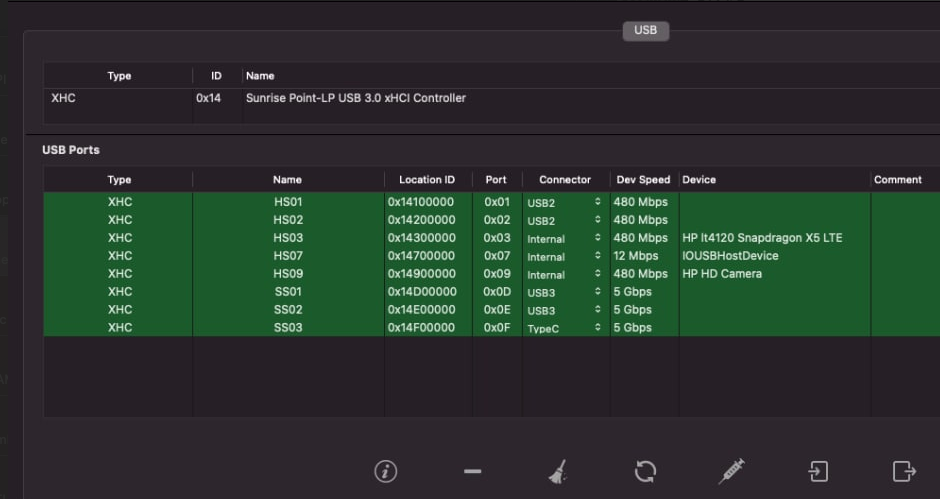 USB
Type ID Name
XHC 0x14 Sunrise Point-LP USB 3.0 xHCI Controller
USB Ports
Type Name Location ID Port Connector Dev Speed Device Comment
XHC HS01 0x14100000 0x01 USB2 480 Mbps
XHC HS02 0x14200000 0x02 USB2 480 Mbps
XHC HS03 0x14300000 0x03 Internal 480 Mbps HP lt4120 Snapdragon X5 LTE
XHC HS07 0x14700000 0x07 Internal 12 Mbps IOUSBHostDevice
XHC HS09 0x14900000 0x09 Internal 480 Mbps HP HD Camera
XHC SS01 0x14D00000 0x0D USB3 5 Gbps
XHC SS02 0x14E00000 0x0E USB3 5 Gbps
XHC SS03 0x14F00000 0x0F TypeC 5 Gbps